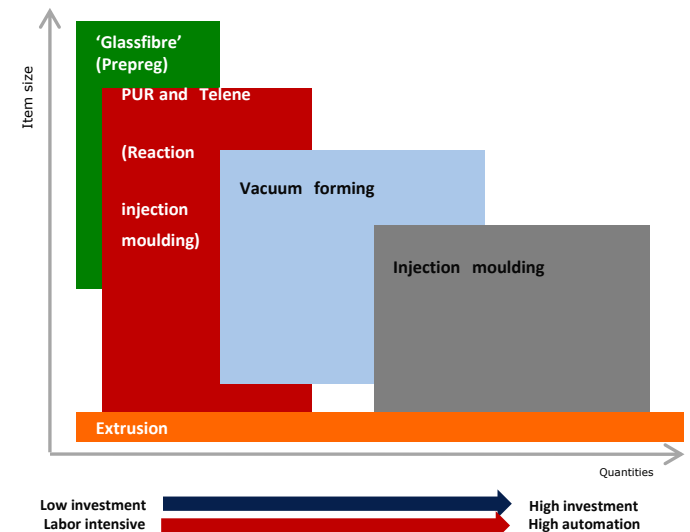 Item size
‘Glassfibre’
(Prepreg)
PUR and Telene
(Reaction
injection
moulding)
Vacuum forming
Injection moulding
Extrusion
Quantities
Low investment
High investment
Labor intensive
High automation